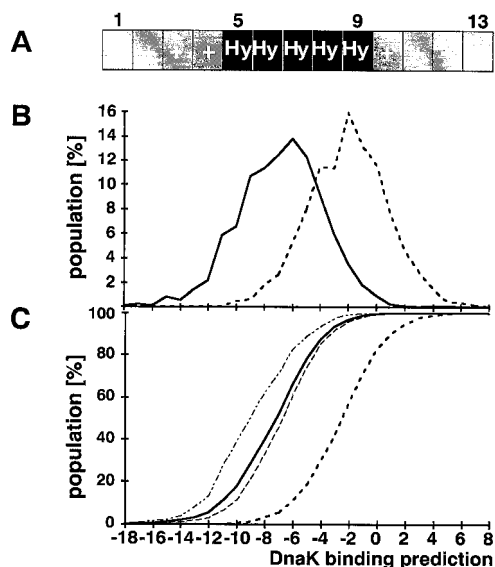 A
1 5 9 13
+ + Hy Hy Hy Hy Hy
B
population [%]
16
14
12
10
8
6
4
2
C
population [%]
100
80
60
40
20
0
-18 -16 -14 -12 -10 -8 -6 -4 -2 0 2 4 6 8
DnaK binding prediction